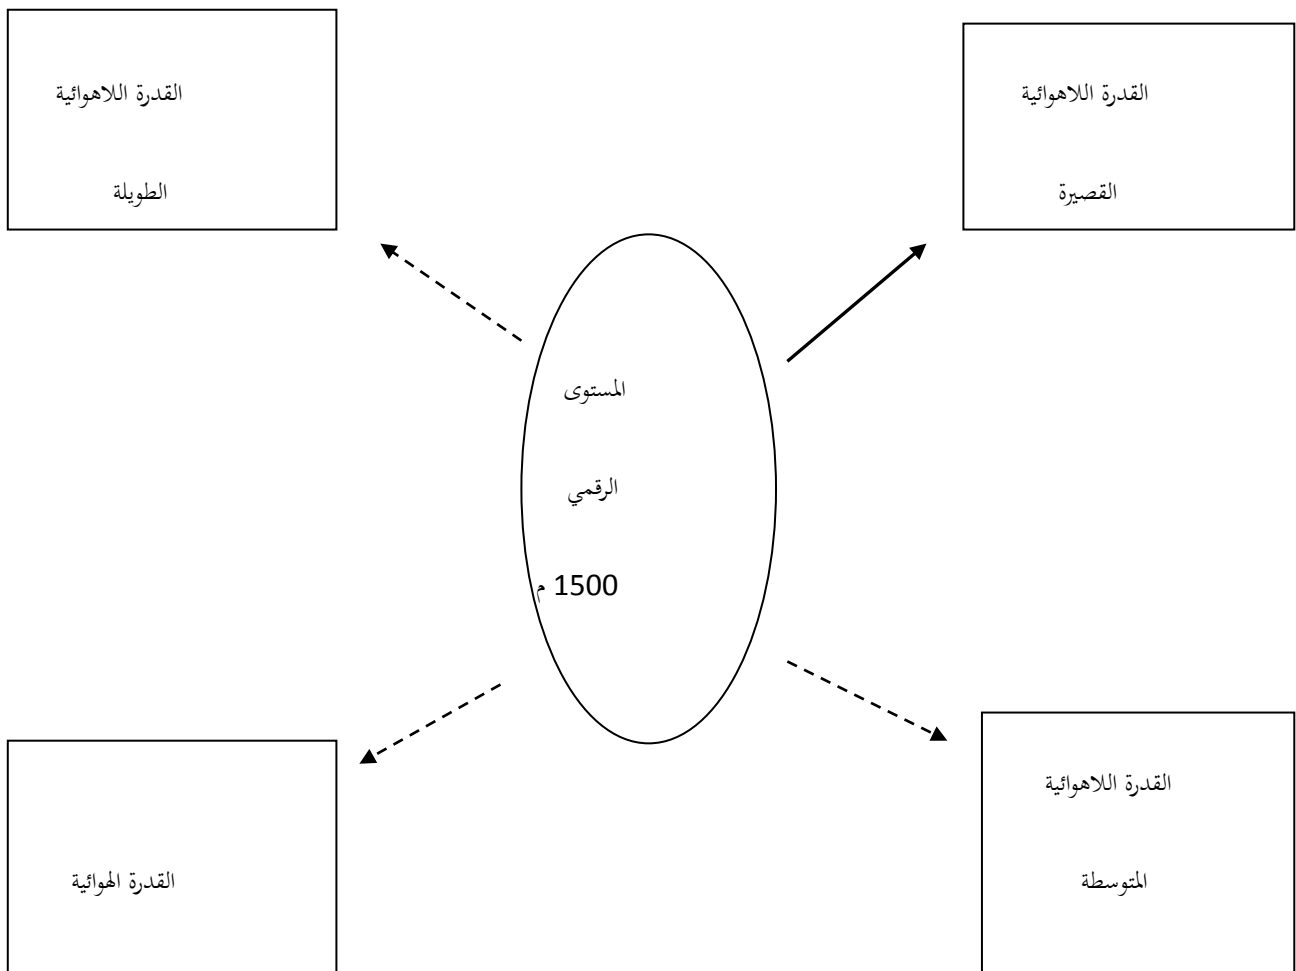 القدرة اللاهوائية
القصيرة
القدرة اللاهوائية
الطويلة
المستوى
الرقمي
1500 م
القدرة اللاهوائية
المتوسطة
القدرة الهوائية